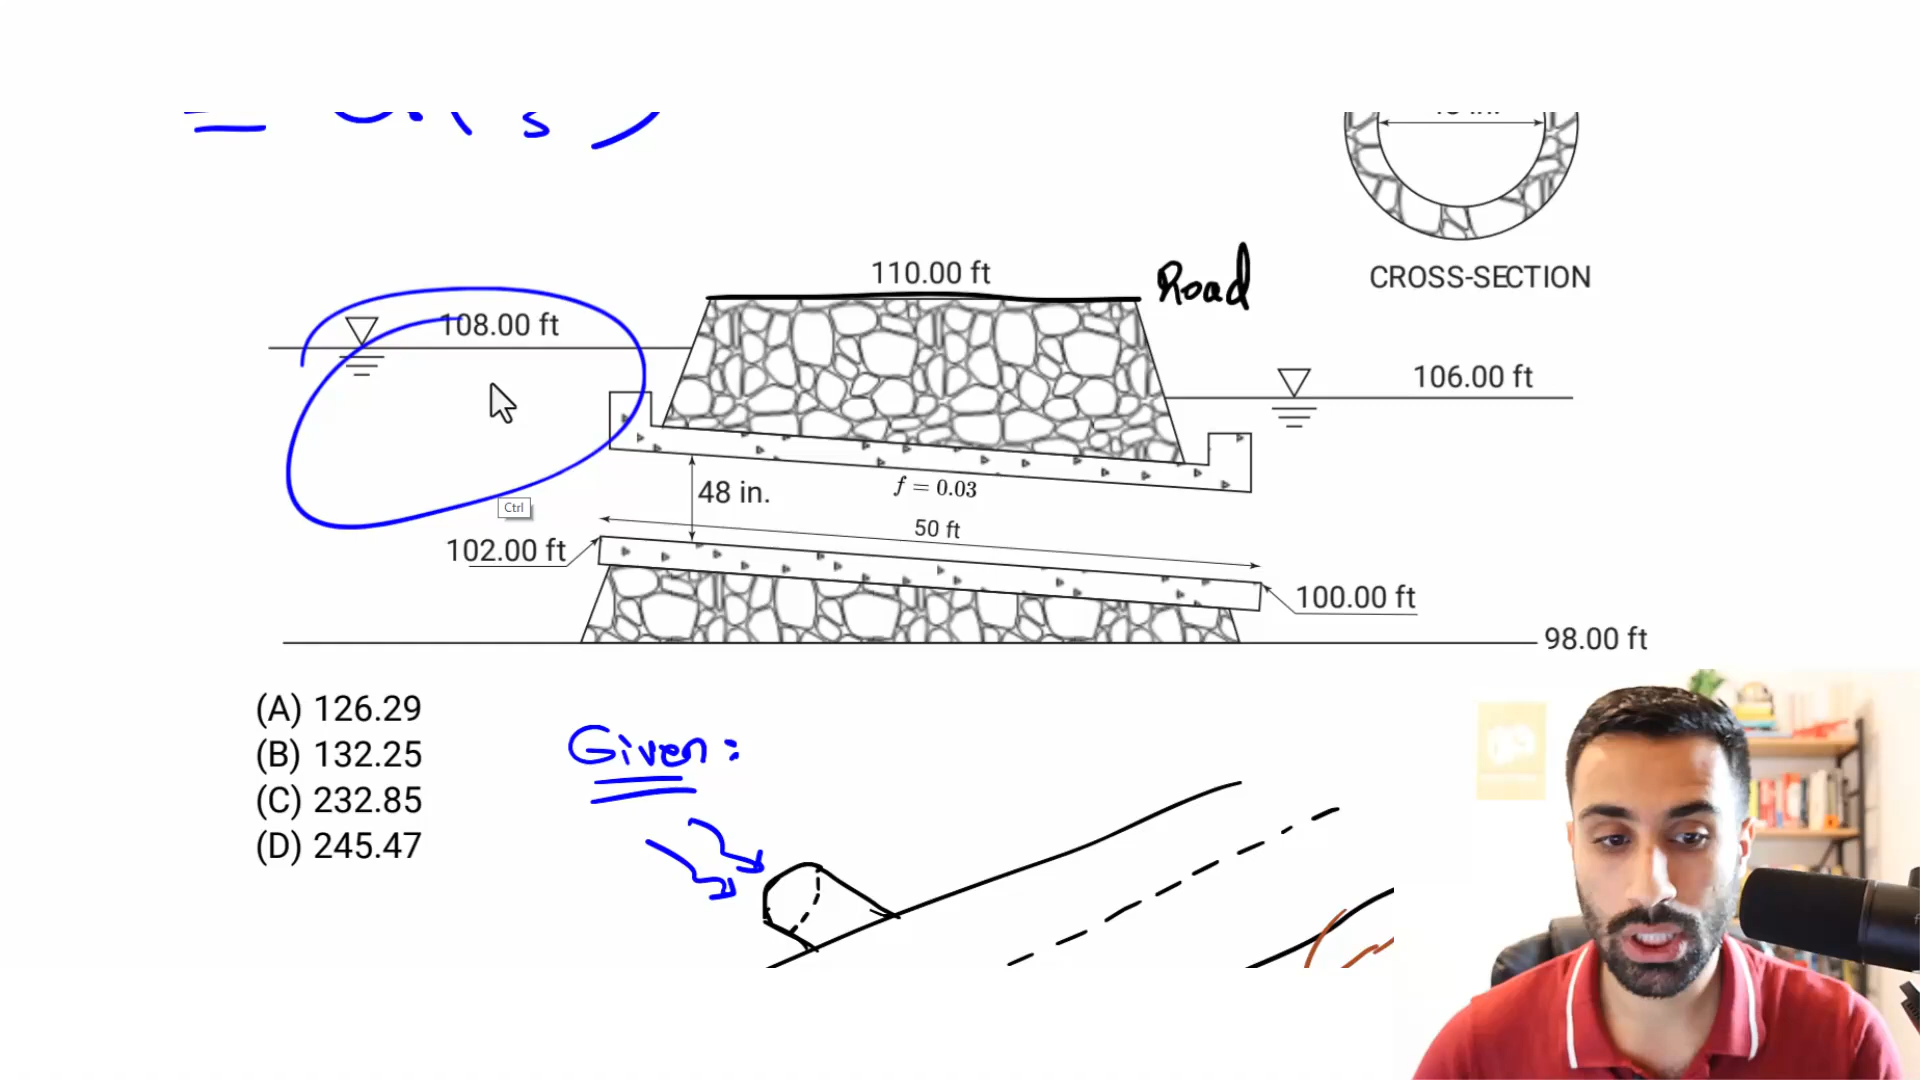 110.00 ft
Road
CROSS-SECTION
108.00 ft
106.00 ft
48 in.
f = 0.03
50 ft
102.00 ft
100.00 ft
98.00 ft
Ctrl
(A) 126.29
(B) 132.25
(C) 232.85
(D) 245.47
Given: